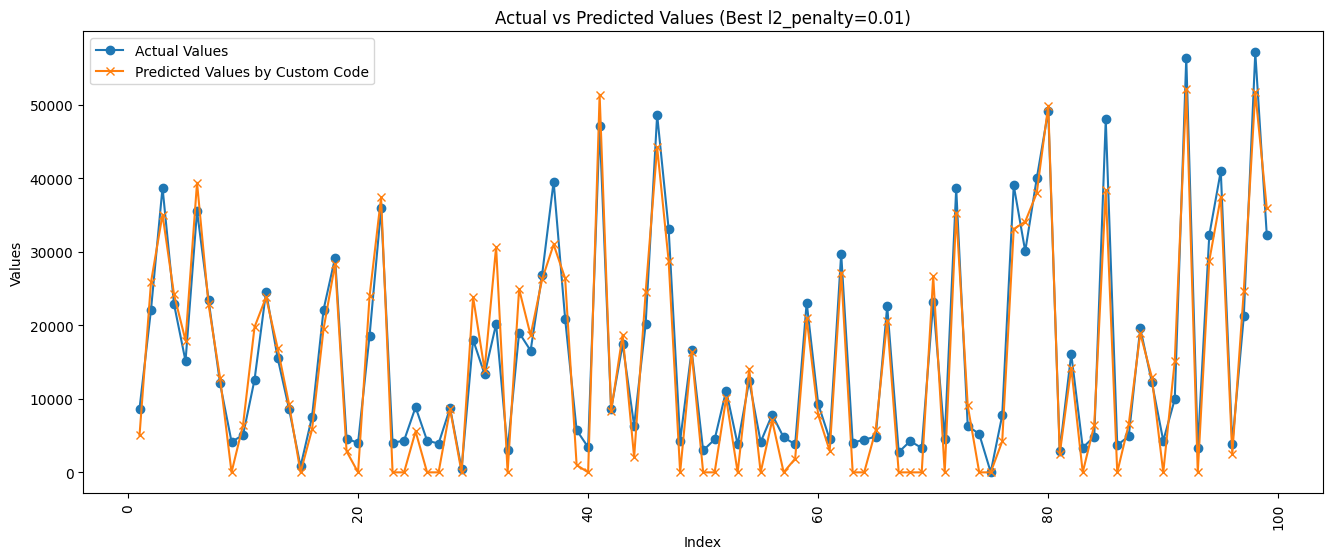 Actual vs Predicted Values (Best l2_penalty=0.01)
Actual Values
Predicted Values by Custom Code
Values
50000
40000
30000
20000
10000
0
0
20
40
60
80
100
Index